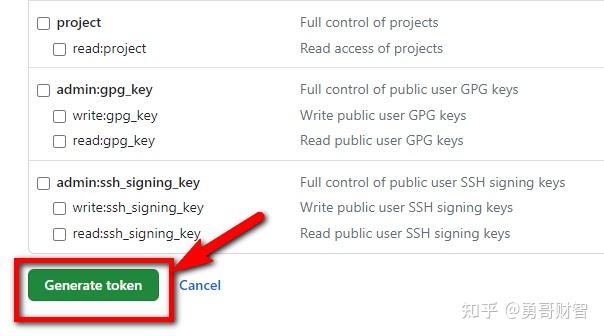 project Full control of projects
read:project Read access of projects
admin:gpg_key Full control of public user GPG keys
write:gpg_key Write public user GPG keys
read:gpg_key Read public user GPG keys
admin:ssh_signing_key Full control of public user SSH signing keys
write:ssh_signing_key Write public user SSH signing keys
read:ssh_signing_key Read public user SSH signing keys
Generate token Cancel
知乎 @勇哥财智